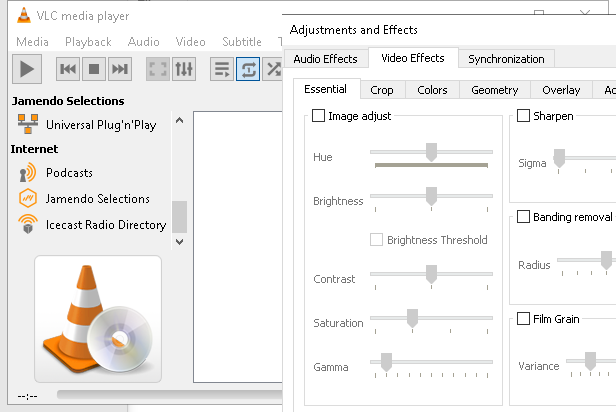 VLC media player
Media Playback Audio Video Subtitle
Jamendo Selections
Universal Plug'n'Play
Internet
Podcasts
Jamendo Selections
Icecast Radio Directory
--:--
Adjustments and Effects
Audio Effects Video Effects Synchronization
Essential Crop Colors Geometry Overlay
Image adjust
Hue
Brightness
Brightness Threshold
Contrast
Saturation
Gamma
Sharpen
Sigma
Banding removal
Radius
Film Grain
Variance